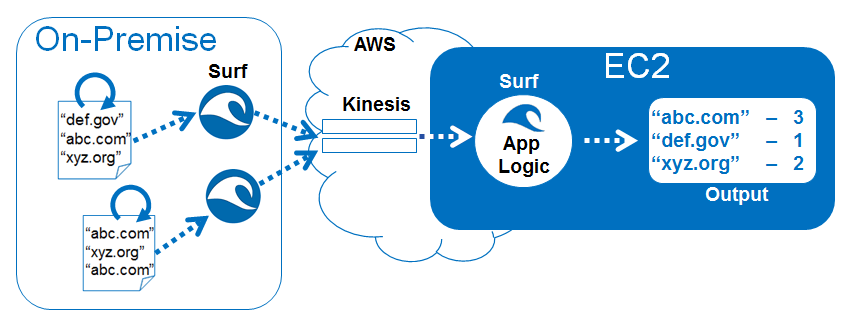 On-Premise
Surf
“def.gov”
“abc.com”
“xyz.org”
“abc.com”
“xyz.org”
“abc.com”
AWS
Kinesis
EC2
Surf
App
Logic
“abc.com” – 3
“def.gov” – 1
“xyz.org” – 2
Output